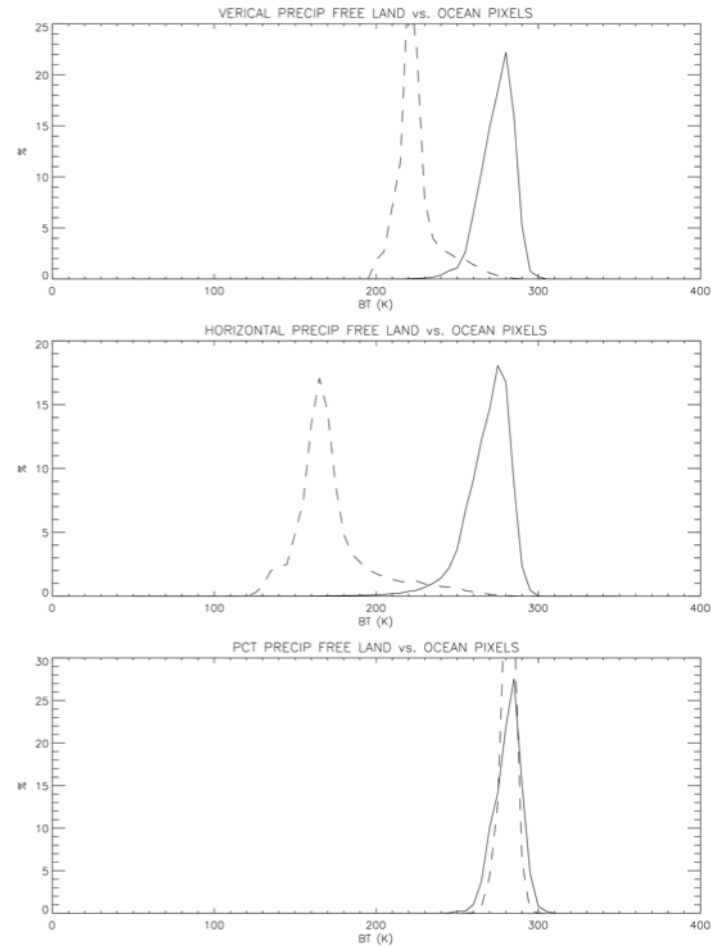 VERICAL PRECIP FREE LAND vs. OCEAN PIXELS
25
20
15
10
5
0
%
0 100 200 300 400
BT (K)
HORIZONTAL PRECIP FREE LAND vs. OCEAN PIXELS
20
15
10
5
0
%
0 100 200 300 400
BT (K)
PCT PRECIP FREE LAND vs. OCEAN PIXELS
30
25
20
15
10
5
0
%
0 100 200 300 400
BT (K)